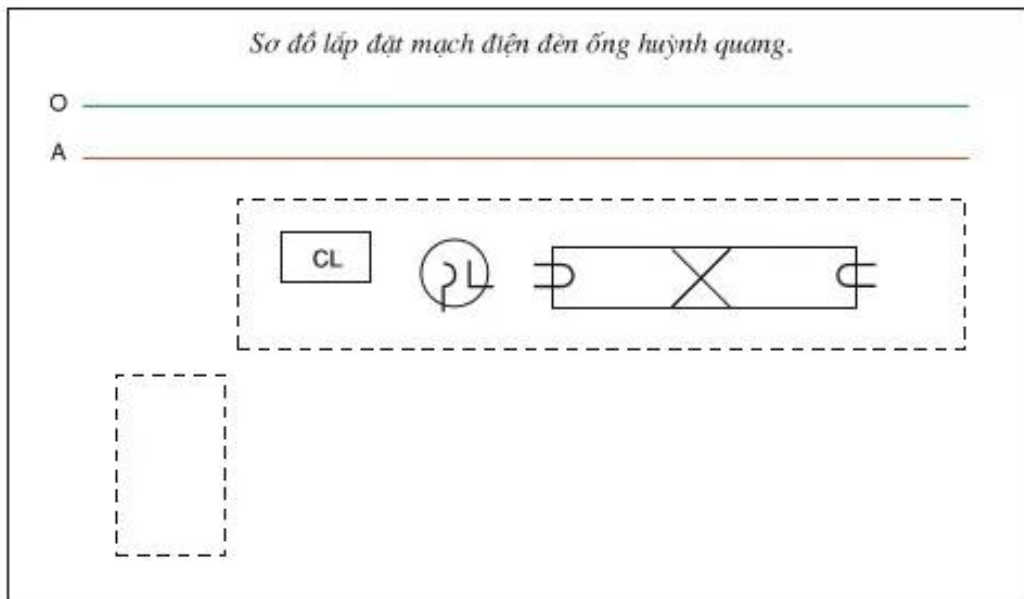 Sơ đồ lắp đặt mạch điện đèn ống huỳnh quang.
O
A
CL